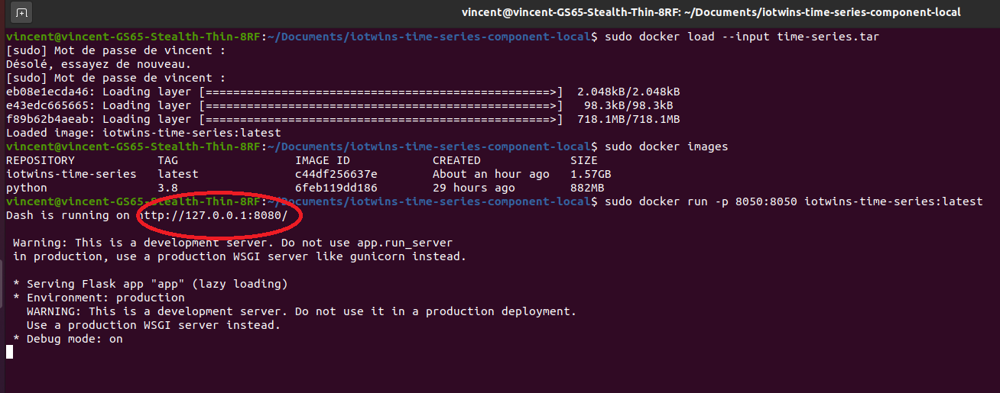 vincent@vincent-GS65-Stealth-Thin-8RF: ~/Documents/iotwins-time-series-component-local
vincent@vincent-GS65-Stealth-Thin-8RF:~/Documents/iotwins-time-series-component-local$ sudo docker load --input time-series.tar
[sudo] Mot de passe de vincent :
Désolé, essayez de nouveau.
[sudo] Mot de passe de vincent :
eb08e1ecda46: Loading layer [==================================================>]  2.048kB/2.048kB
e43edc665665: Loading layer [==================================================>]   98.3kB/98.3kB
f89b62b4aeab: Loading layer [==================================================>]  718.1MB/718.1MB
Loaded image: iotwins-time-series:latest
vincent@vincent-GS65-Stealth-Thin-8RF:~/Documents/iotwins-time-series-component-local$ sudo docker images
REPOSITORY            TAG                 IMAGE ID            CREATED             SIZE
iotwins-time-series   latest              c44df256637e        About an hour ago   1.57GB
python                3.8                 6feb119dd186        29 hours ago        882MB
vincent@vincent-GS65-Stealth-Thin-8RF:~/Documents/iotwins-time-series-component-local$ sudo docker run -p 8050:8050 iotwins-time-series:latest
Dash is running on http://127.0.0.1:8080/
 Warning: This is a development server. Do not use app.run_server
 in production, use a production WSGI server like gunicorn instead.
 * Serving Flask app "app" (lazy loading)
 * Environment: production
   WARNING: This is a development server. Do not use it in a production deployment.
   Use a production WSGI server instead.
 * Debug mode: on